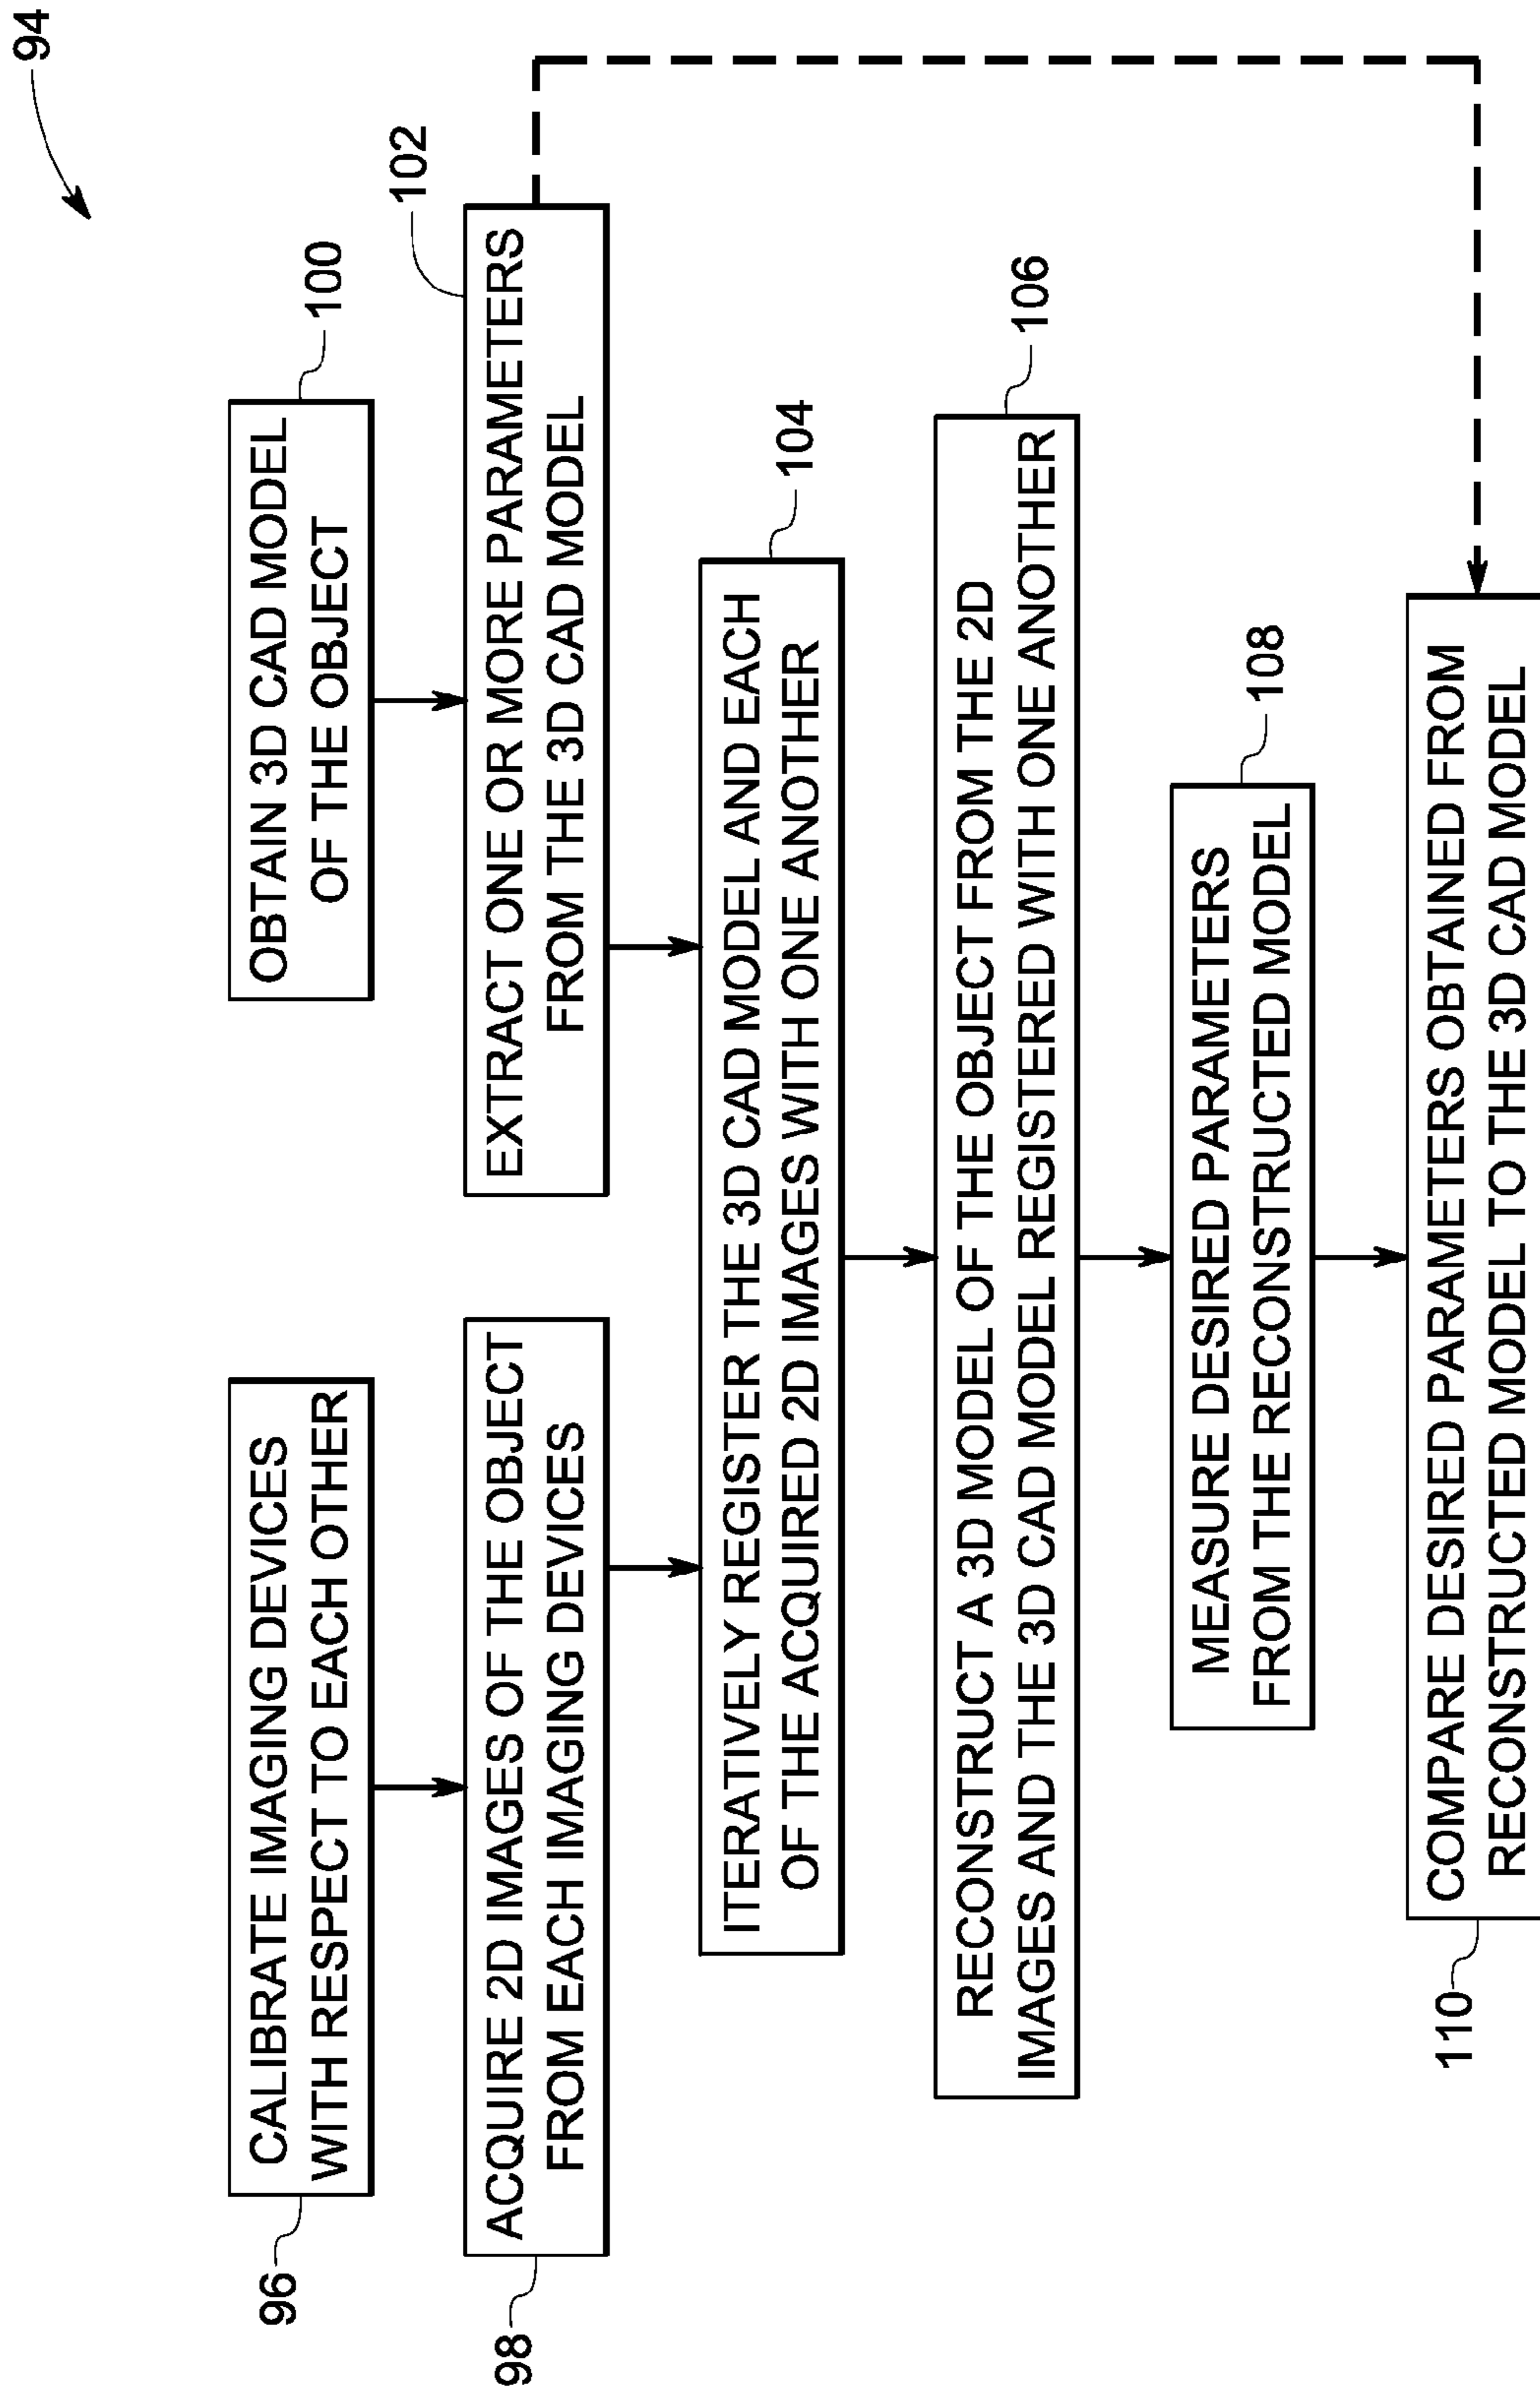 94
CALIBRATE IMAGING DEVICES
WITH RESPECT TO EACH OTHER
96
OBTAIN 3D CAD MODEL
OF THE OBJECT
100
ACQUIRE 2D IMAGES OF THE OBJECT
FROM EACH IMAGING DEVICES
98
EXTRACT ONE OR MORE PARAMETERS
FROM THE 3D CAD MODEL
102
ITERATIVELY REGISTER THE 3D CAD MODEL AND EACH
OF THE ACQUIRED 2D IMAGES WITH ONE ANOTHER
104
RECONSTRUCT A 3D MODEL OF THE OBJECT FROM THE 2D
IMAGES AND THE 3D CAD MODEL REGISTERED WITH ONE ANOTHER
106
MEASURE DESIRED PARAMETERS
FROM THE RECONSTRUCTED MODEL
108
COMPARE DESIRED PARAMETERS OBTAINED FROM
RECONSTRUCTED MODEL TO THE 3D CAD MODEL
110